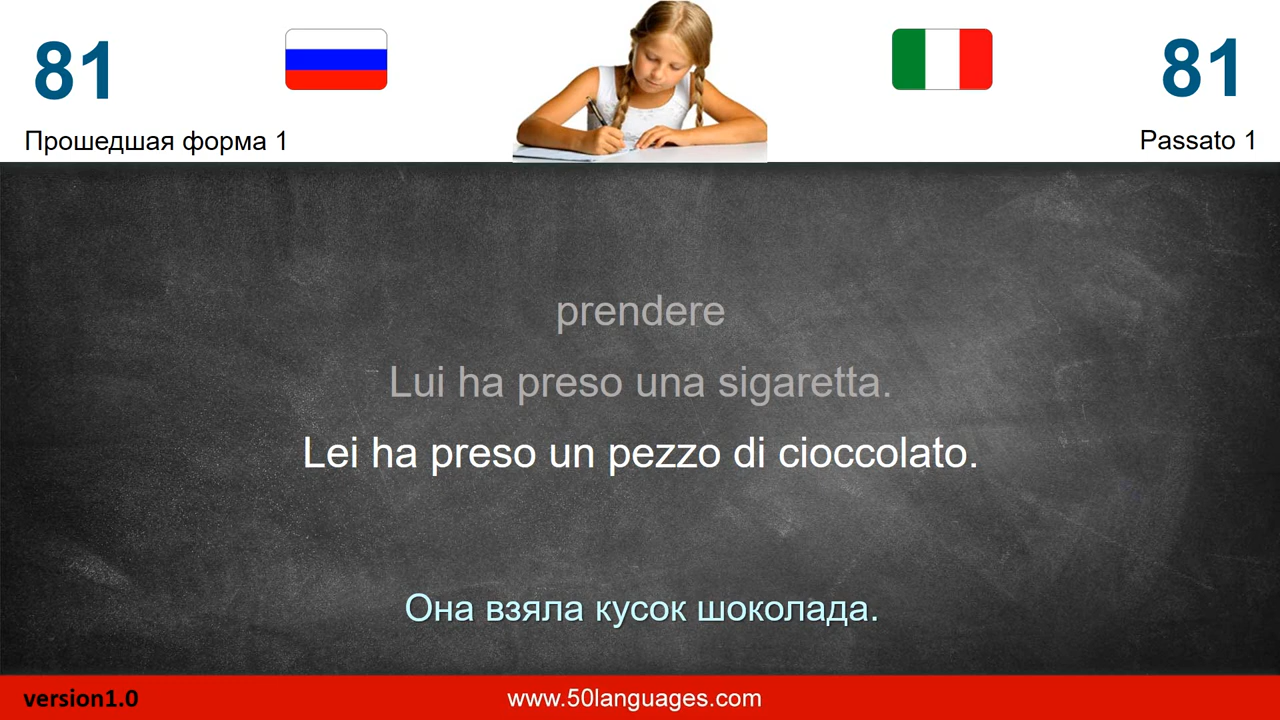 81
81
Прошедшая форма 1
Passato 1
prendere
Lui ha preso una sigaretta.
Lei ha preso un pezzo di cioccolato.
Она взяла кусок шоколада.
version1.0
www.50languages.com